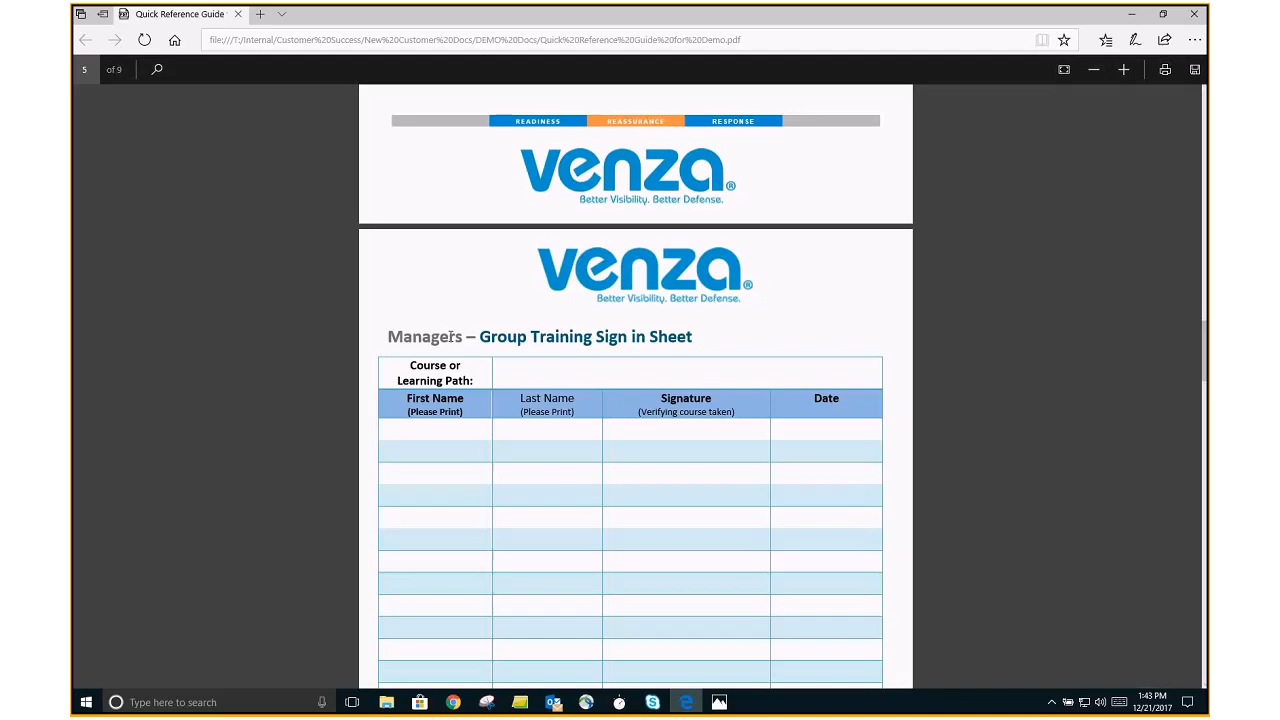 Quick Reference Guide
file:///T:/Internal/Customer%20Success/New%20Customer%20Docs/DEMO%20Docs/Quick%20Reference%20Guide%20for%20Demo.pdf
5 of 9
READINESS REASSURANCE RESPONSE
venza®
Better Visibility. Better Defense.
venza®
Better Visibility. Better Defense.
Managers – Group Training Sign in Sheet
Course or
Learning Path:
First Name Last Name Signature Date
(Please Print) (Please Print) (Verifying course taken)
Type here to search
1:43 PM
12/21/2017